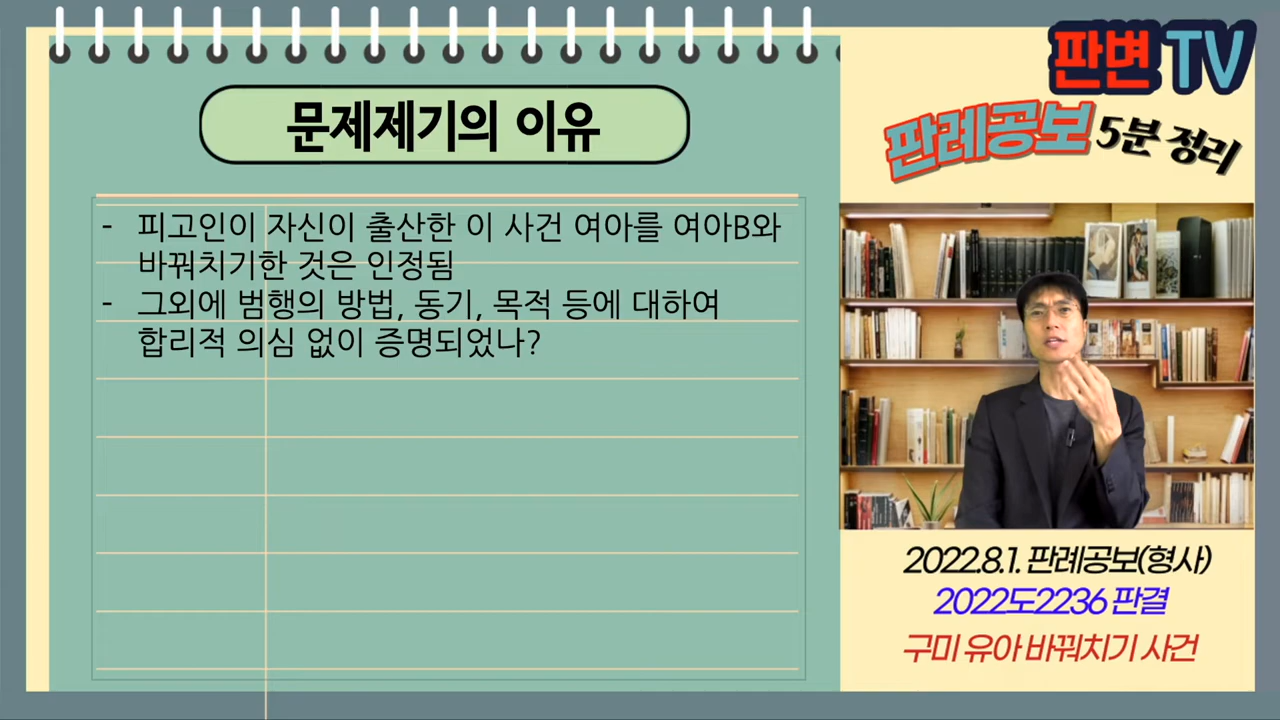 판변 TV
판례공보 5분 정리
문제제기의 이유
- 피고인이 자신이 출산한 이 사건 여아를 여아B와
바꿔치기한 것은 인정됨
- 그외에 범행의 방법, 동기, 목적 등에 대하여
합리적 의심 없이 증명되었나?
2022.8.1. 판례공보(형사)
2022도2236 판결
구미 유아 바꿔치기 사건